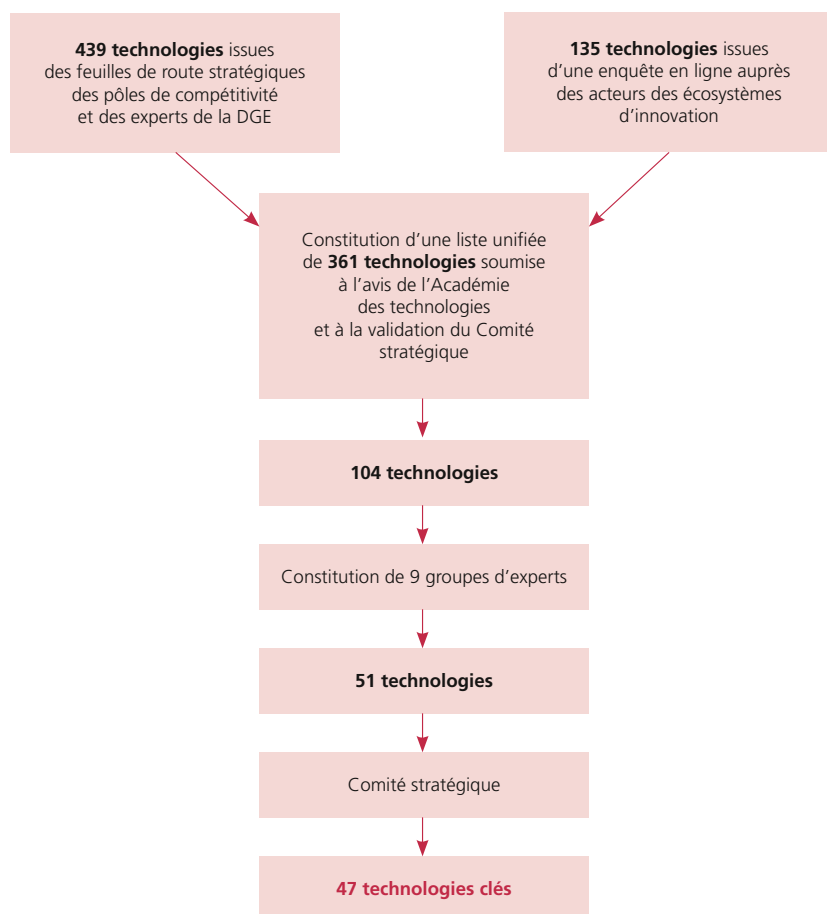 439 technologies issues
des feuilles de route stratégiques
des pôles de compétitivité
et des experts de la DGE
135 technologies issues
d’une enquête en ligne auprès
des acteurs des écosystèmes
d’innovation
Constitution d’une liste unifiée
de 361 technologies soumise
à l’avis de l’Académie
des technologies
et à la validation du Comité
stratégique
104 technologies
Constitution de 9 groupes d’experts
51 technologies
Comité stratégique
47 technologies clés